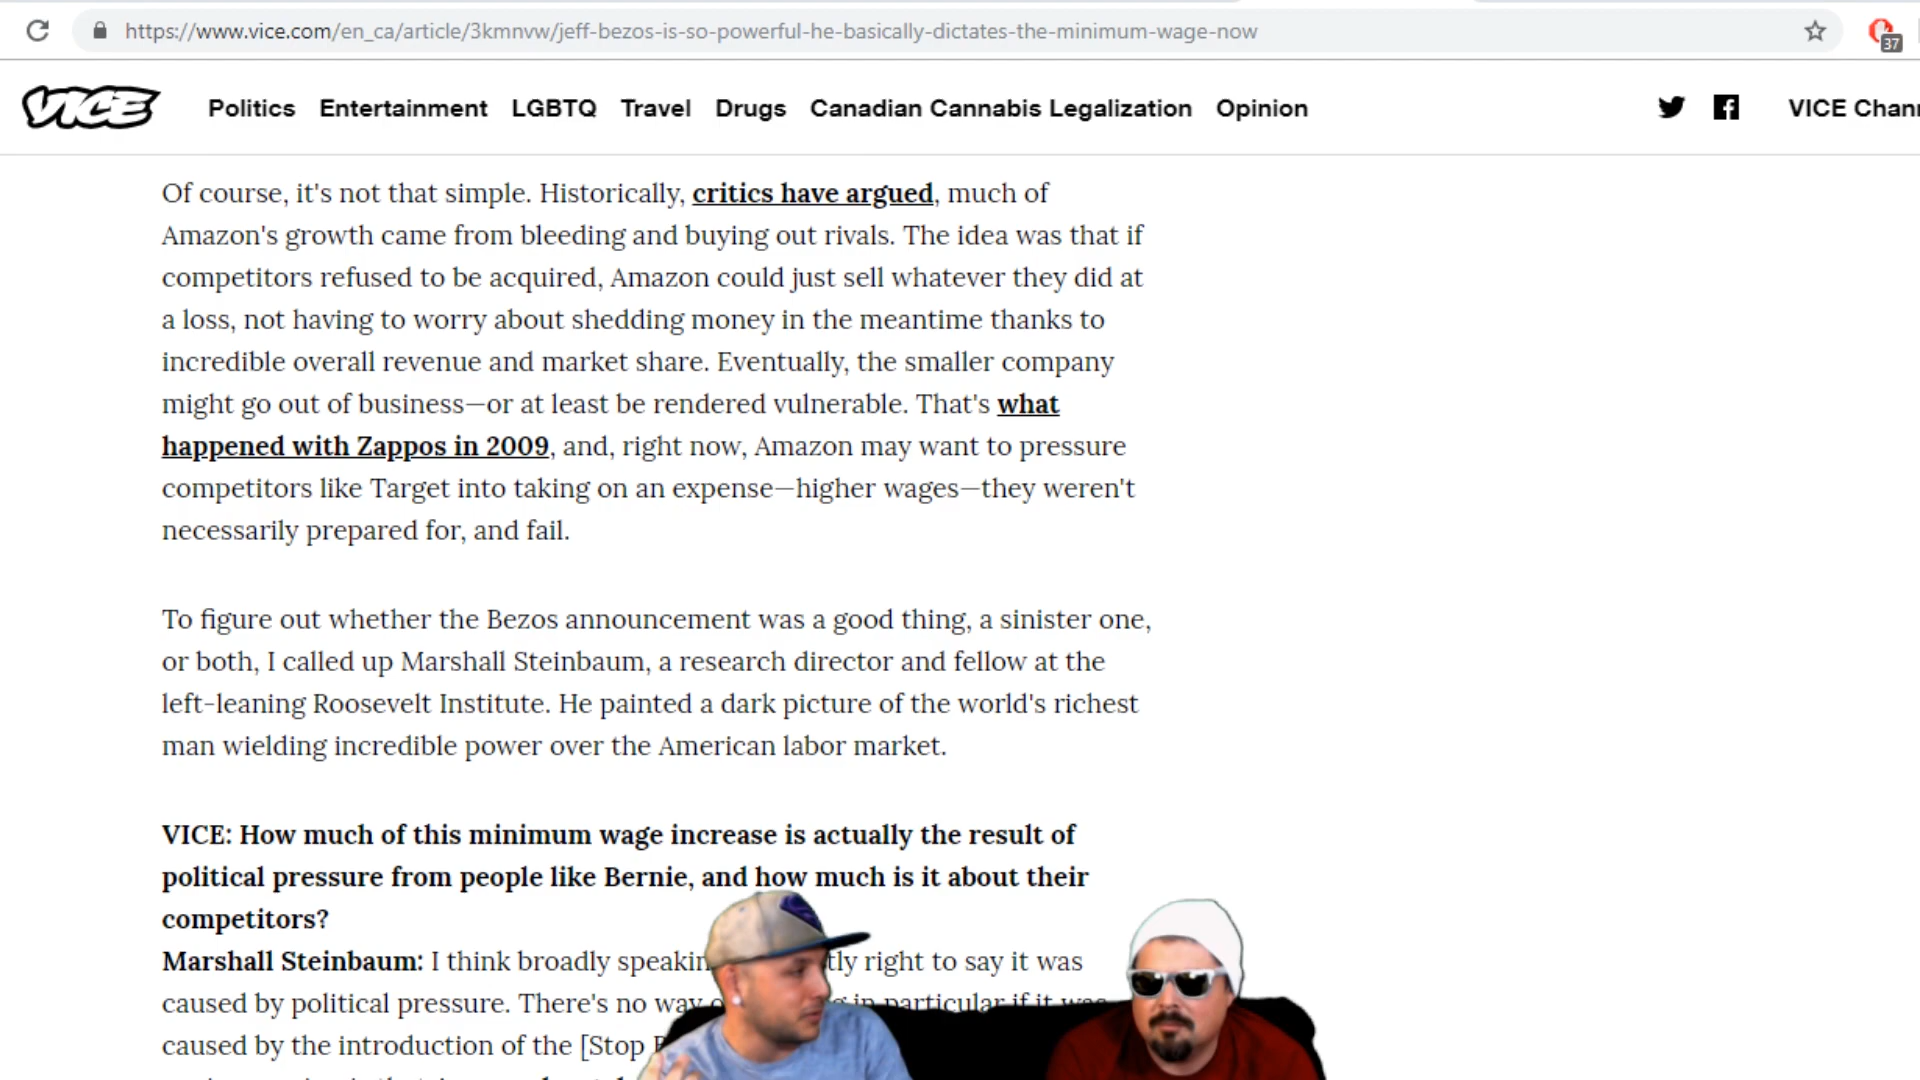 https://www.vice.com/en_ca/article/3kmnvw/jeff-bezos-is-so-powerful-he-basically-dictates-the-minimum-wage-now
37
VICE Politics Entertainment LGBTQ Travel Drugs Canadian Cannabis Legalization Opinion VICE
Of course, it's not that simple. Historically, critics have argued, much of
Amazon's growth came from bleeding and buying out rivals. The idea was that if
competitors refused to be acquired, Amazon could just sell whatever they did at
a loss, not having to worry about shedding money in the meantime thanks to
incredible overall revenue and market share. Eventually, the smaller company
might go out of business—or at least be rendered vulnerable. That's what
happened with Zappos in 2009, and, right now, Amazon may want to pressure
competitors like Target into taking on an expense—higher wages—they weren't
necessarily prepared for, and fail.
To figure out whether the Bezos announcement was a good thing, a sinister one,
or both, I called up Marshall Steinbaum, a research director and fellow at the
left-leaning Roosevelt Institute. He painted a dark picture of the world's richest
man wielding incredible power over the American labor market.
VICE: How much of this minimum wage increase is actually the result of
political pressure from people like Bernie, and how much is it about their
competitors?
Marshall Steinbaum: I think broadly right to say it was
caused by political pressure. There's no way in particular if it was
caused by the introduction of the [Stop